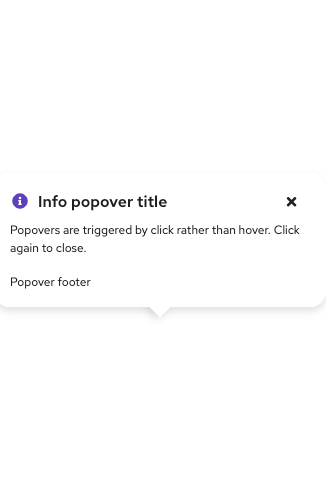 Info popover title
Popovers are triggered by click rather than hover. Click
again to close.
Popover footer